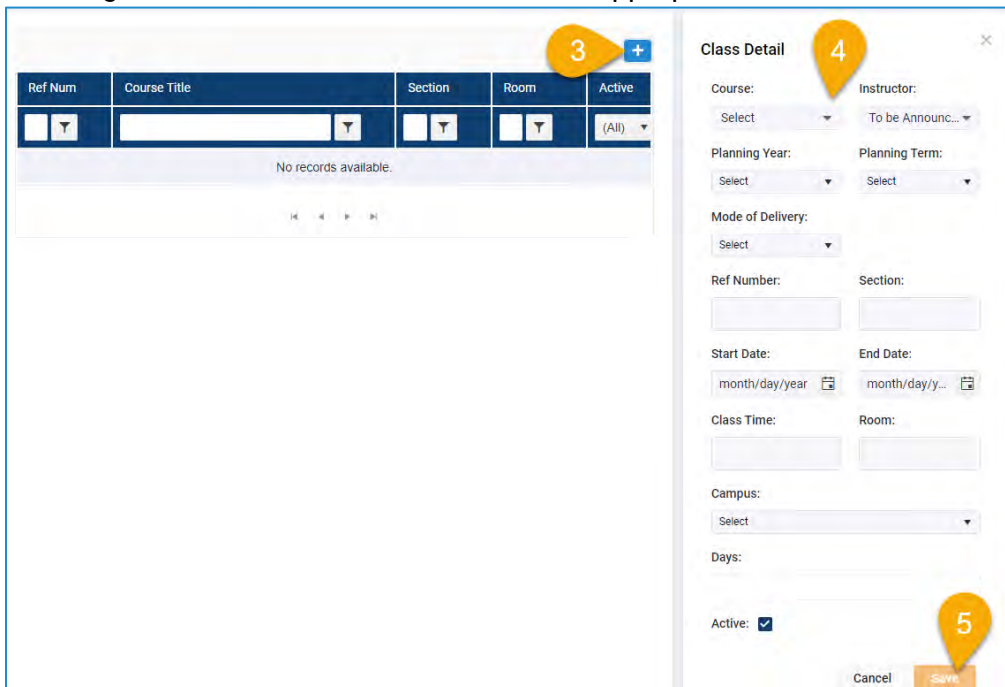 3
+
Ref Num Course Title Section Room Active
(All)
No records available.
Class Detail
4
Course: Instructor:
Select To be Announc...
Planning Year: Planning Term:
Select Select
Mode of Delivery:
Select
Ref Number: Section:
Start Date: End Date:
month/day/year month/day/y...
Class Time: Room:
Campus:
Select
Days:
Active:
5
Cancel Save